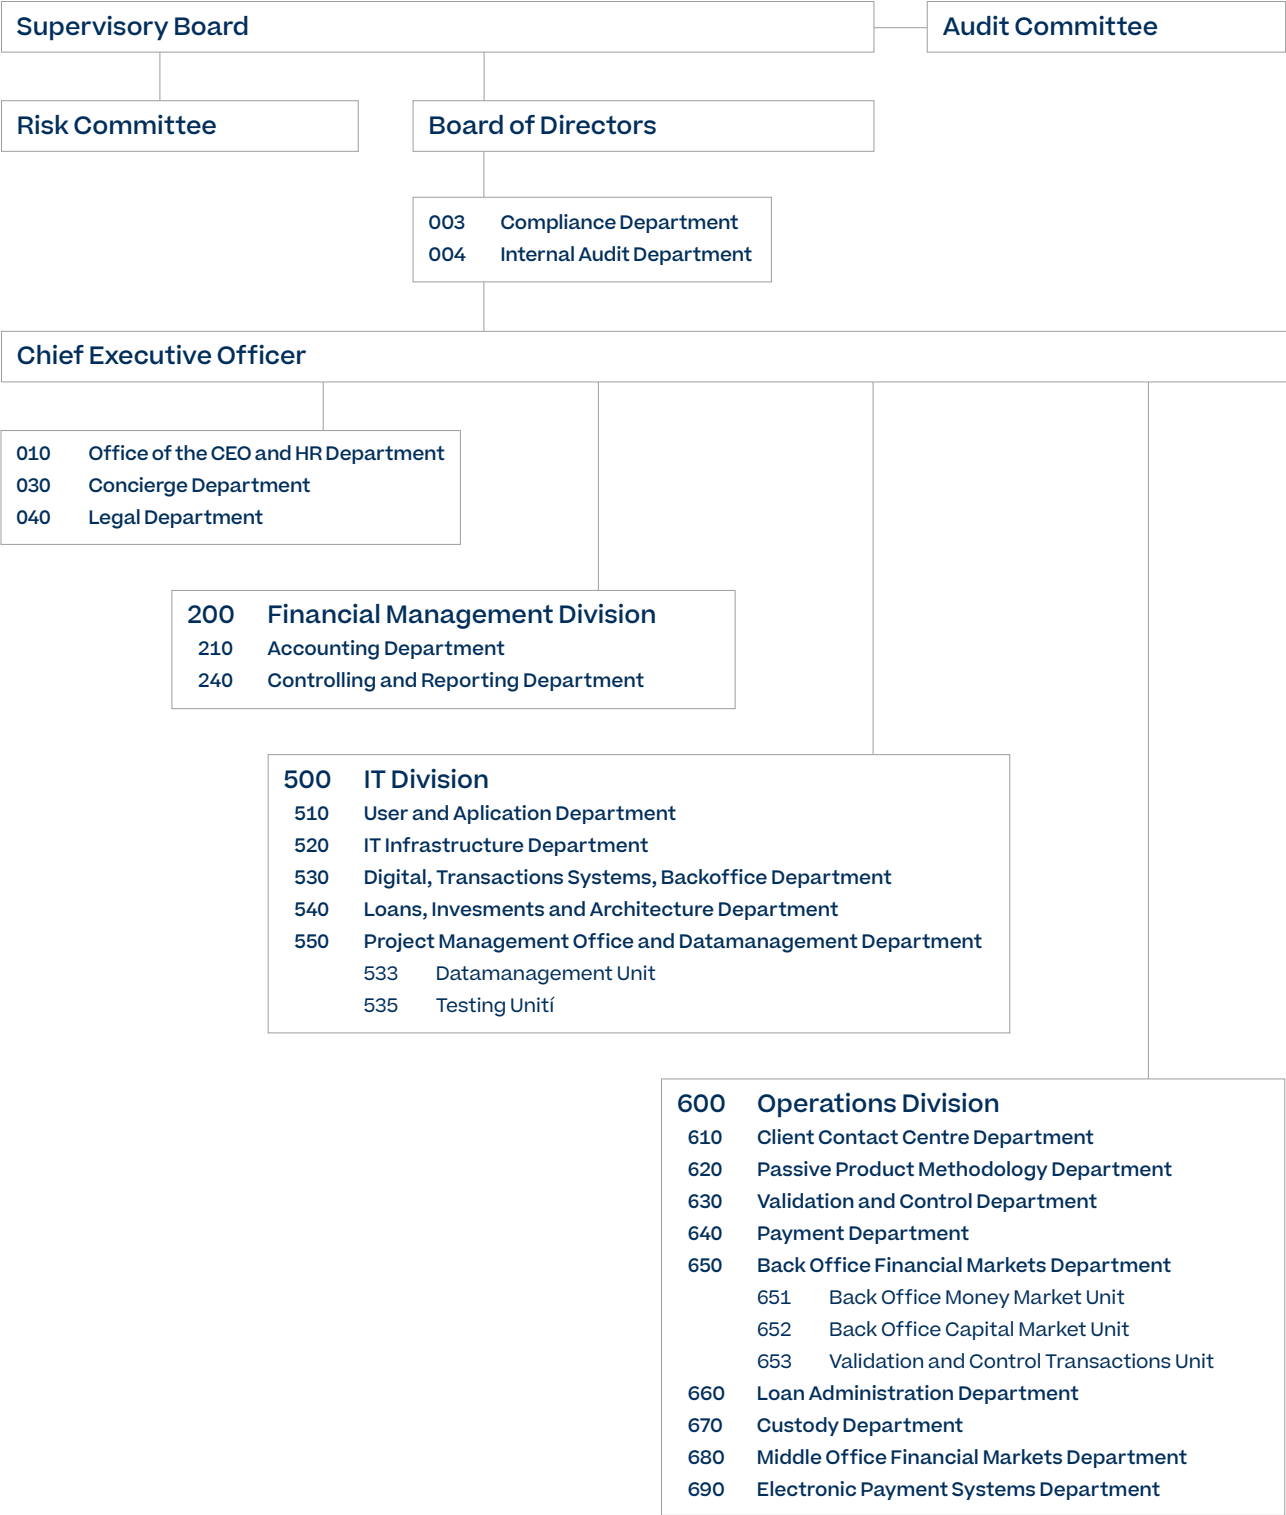 Supervisory Board
Audit Committee
Risk Committee
Board of Directors
003 Compliance Department
004 Internal Audit Department
Chief Executive Officer
010 Office of the CEO and HR Department
030 Concierge Department
040 Legal Department
200 Financial Management Division
210 Accounting Department
240 Controlling and Reporting Department
500 IT Division
510 User and Aplication Department
520 IT Infrastructure Department
530 Digital, Transactions Systems, Backoffice Department
540 Loans, Invesments and Architecture Department
550 Project Management Office and Datamanagement Department
533 Datamanagement Unit
535 Testing Unití
600 Operations Division
610 Client Contact Centre Department
620 Passive Product Methodology Department
630 Validation and Control Department
640 Payment Department
650 Back Office Financial Markets Department
651 Back Office Money Market Unit
652 Back Office Capital Market Unit
653 Validation and Control Transactions Unit
660 Loan Administration Department
670 Custody Department
680 Middle Office Financial Markets Department
690 Electronic Payment Systems Department